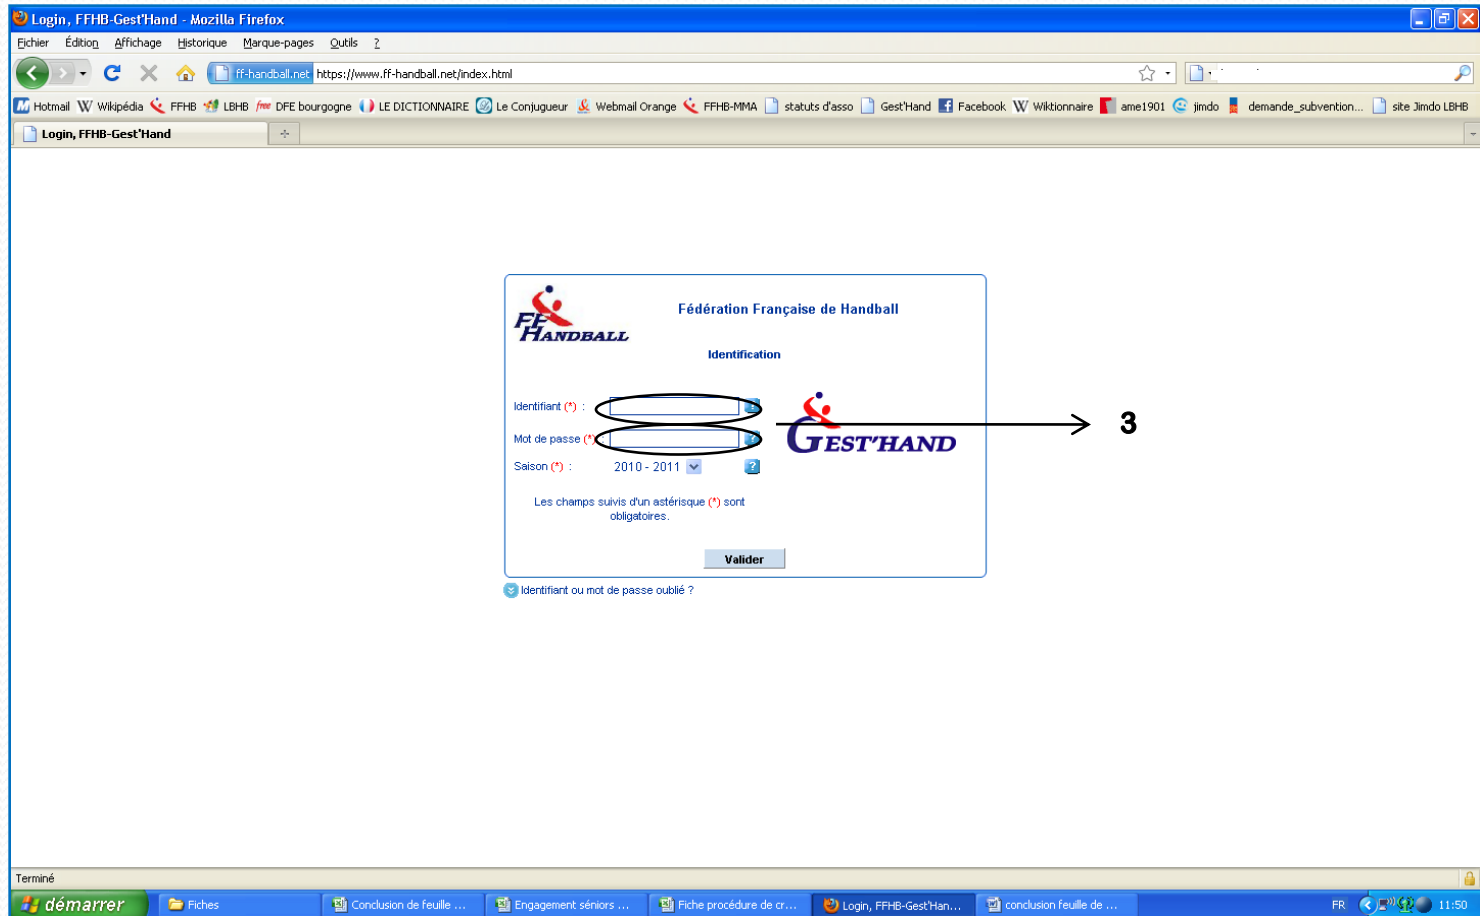 Login, FFHB-Gest'Hand - Mozilla Firefox
Fichier Édition Affichage Historique Marque-pages Outils ?
ff-handball.net https://www.ff-handball.net/index.html
Hotmail Wikipédia FFHB LBHB free DFE bourgogne LE DICTIONNAIRE Le Conjugueur Webmail Orange FFHB-MMA statuts d'asso Gest'Hand Facebook Wiktionnaire ame1901 jimdo demande_subvention... site Jimdo LBHB
Login, FFHB-Gest'Hand
FF HANDBALL
Fédération Française de Handball
Identification
Identifiant (*) : ?
Mot de passe (*) : ?
GEST'HAND
3
Saison (*) : 2010 - 2011 ?
Les champs suivis d'un astérisque (*) sont
obligatoires.
Valider
Identifiant ou mot de passe oublié ?
Terminé
démarrer Fiches Conclusion de feuille ... Engagement séniors ... Fiche procédure de cr... Login, FFHB-Gest'Han... conclusion feuille de ... FR 11:50